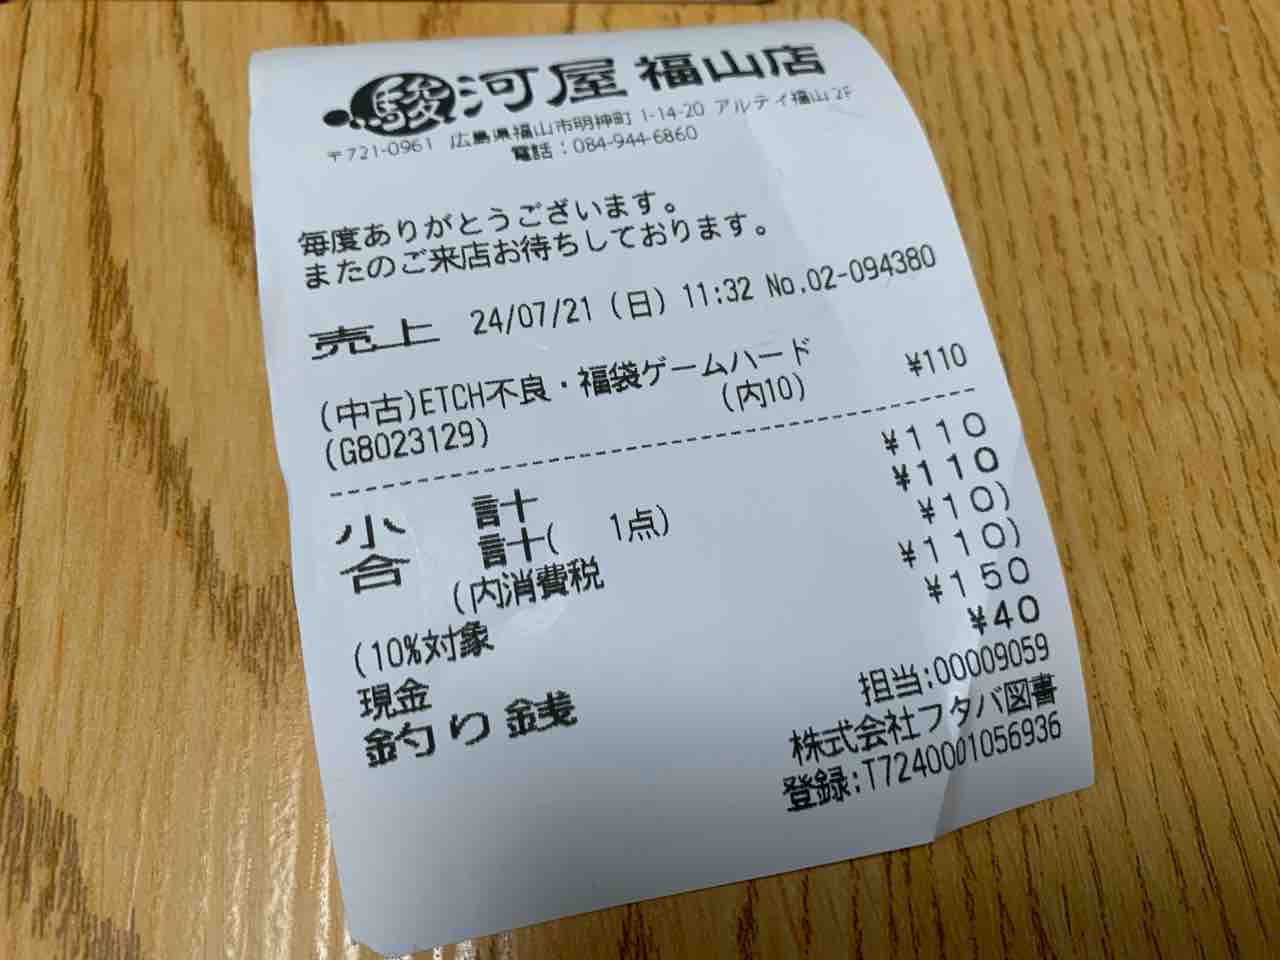 駿河屋 福山店
〒721-0961 広島県福山市明神町 1-14-20 アルティ福山2F
電話：084-944-6860
毎度ありがとうございます。
またのご来店お待ちしております。
売上 24/07/21 (日) 11:32 No.02-094380
(中古)ETCH不良・福袋ゲームハード ¥110
(G8023129) (内10)
小 計 ¥110
合 計( 1点) ¥110
(内消費税 ¥10)
(10%対象 ¥110)
現金 ¥150
釣り銭 ¥40
担当:00009059
株式会社フタバ図書
登録:T7240001056936